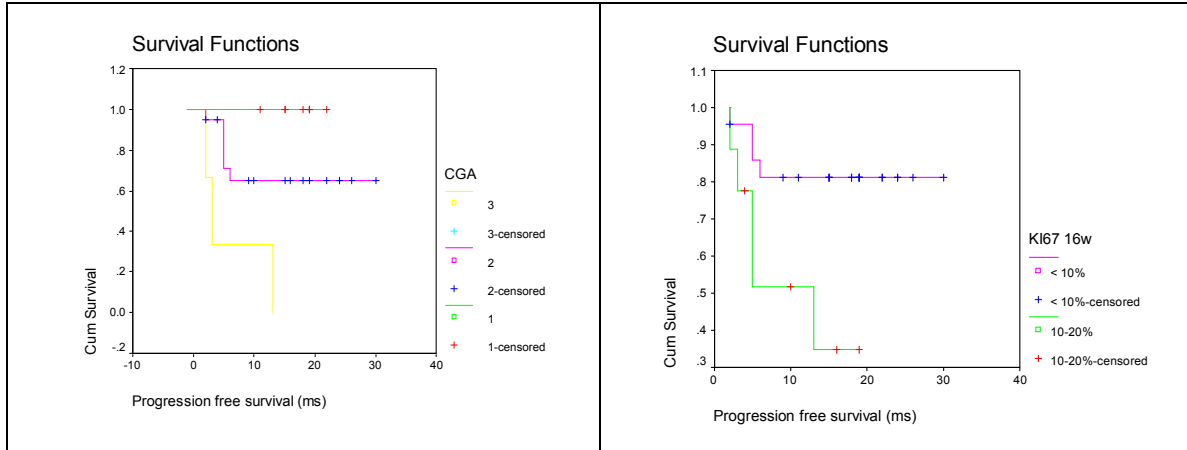 Survival Functions
1.2
1.0
.8
.6
.4
.2
0.0
-.2
-10
0
10
20
30
40
Cum Survival
Progression free survival (ms)
CGA
3
3-censored
2
2-censored
1
1-censored
Survival Functions
1.1
1.0
.9
.8
.7
.6
.5
.4
.3
0
10
20
30
40
Cum Survival
Progression free survival (ms)
KI67 16w
< 10%
< 10%-censored
10-20%
10-20%-censored